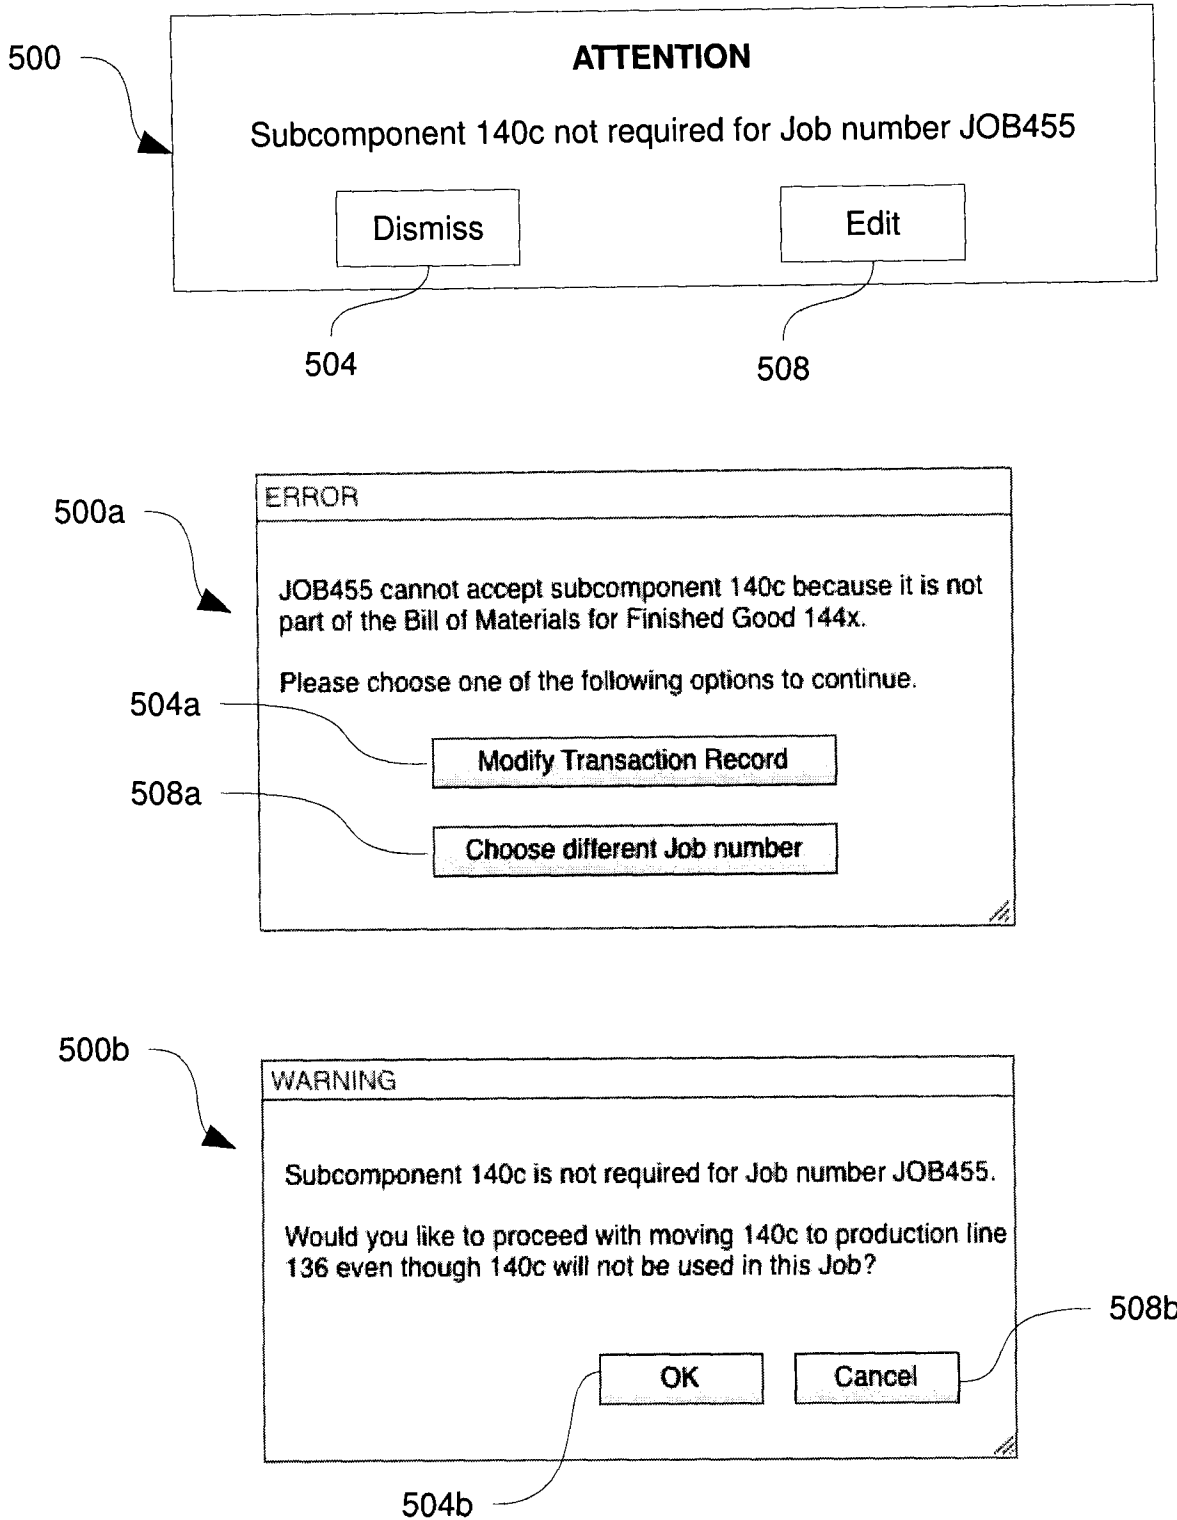 500
ATTENTION
Subcomponent 140c not required for Job number JOB455
Dismiss
Edit
504
508
500a
ERROR
JOB455 cannot accept subcomponent 140c because it is not
part of the Bill of Materials for Finished Good 144x.
Please choose one of the following options to continue.
504a
Modify Transaction Record
508a
Choose different Job number
500b
WARNING
Subcomponent 140c is not required for Job number JOB455.
Would you like to proceed with moving 140c to production line
136 even though 140c will not be used in this Job?
508b
OK
Cancel
504b